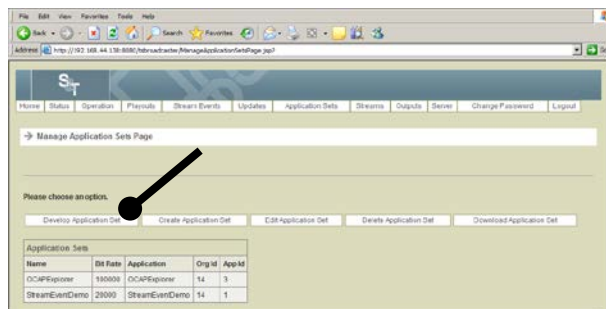 File Edit View Favorites Tools Help
Back Search Favorites
Address http://192.168.44.138:8080/tsbroadcaster/ManageApplicationSetsPage.jsp?
S&T
Home Status Operation Playouts Stream Events Updates Application Sets Streams Outputs Server Change Password Logout
Manage Application Sets Page
Please choose an option.
Develop Application Set Create Application Set Edit Application Set Delete Application Set Download Application Set
Application Sets
Name Bit Rate Application Org Id App Id
OCAPExplorer 100000 OCAPExplorer 14 3
StreamEventDemo 20000 StreamEventDemo 14 1